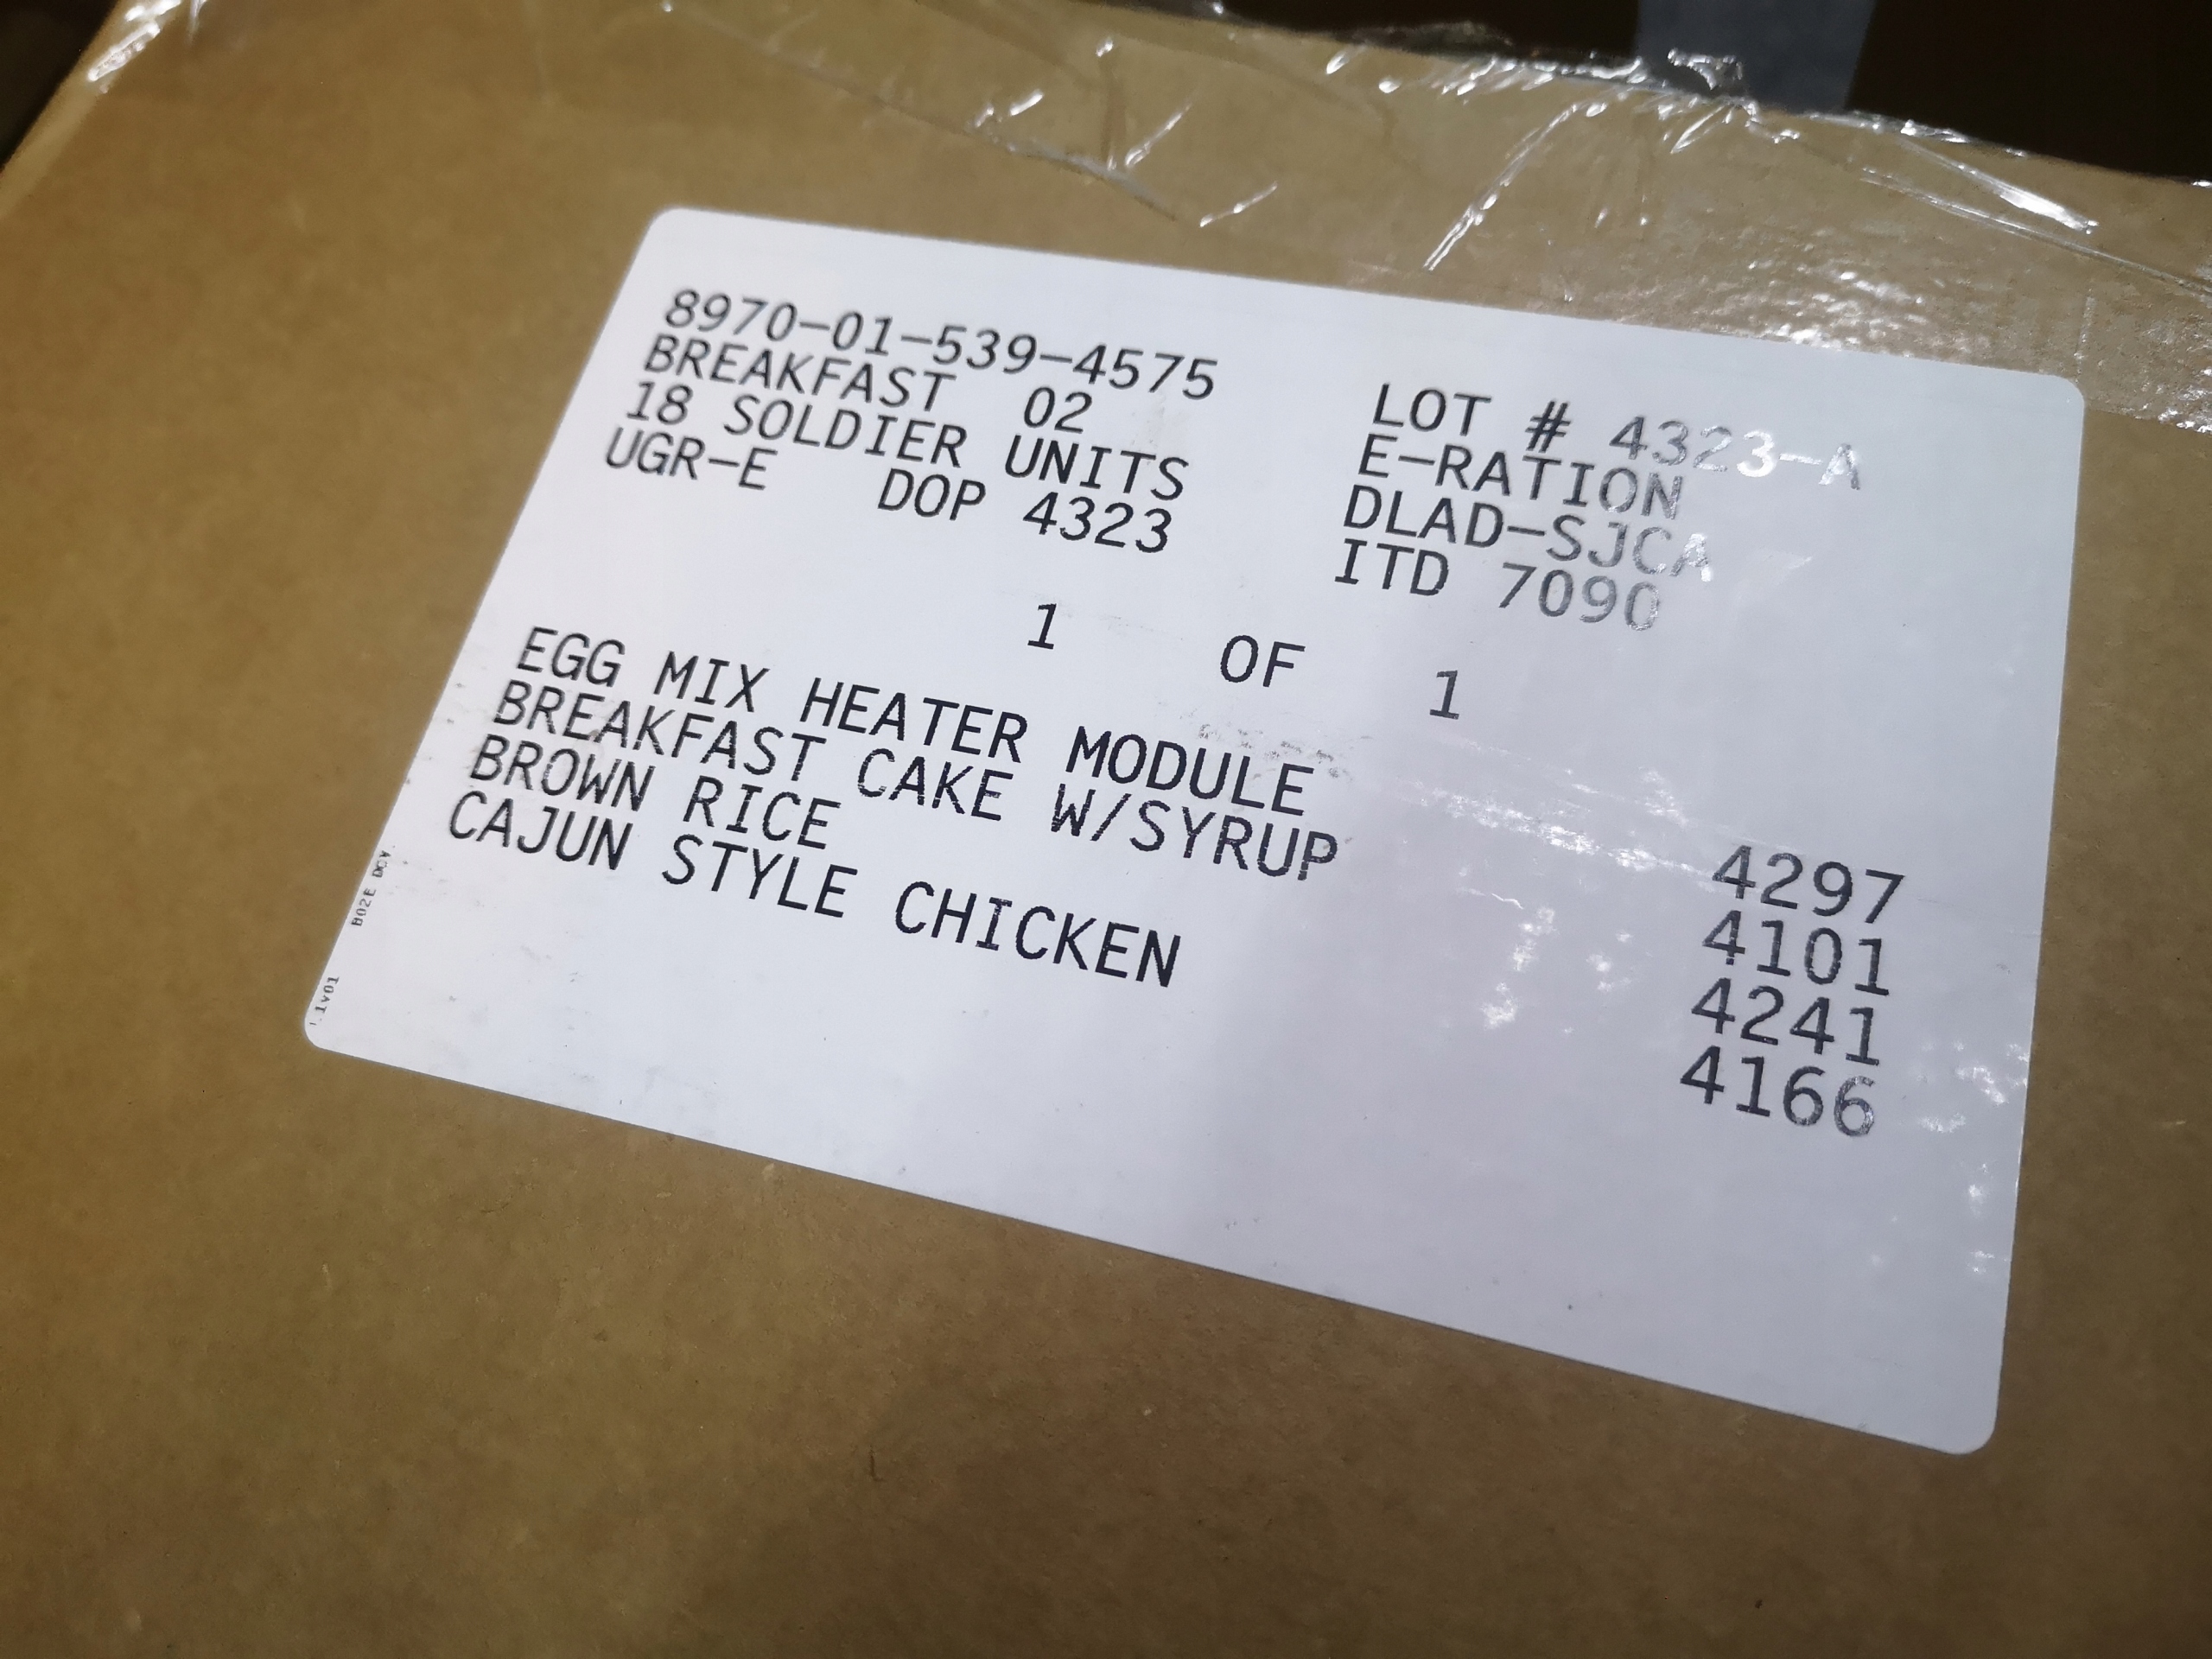 8970-01-539-4575
BREAKFAST 02
18 SOLDIER UNITS
UGR-E DOP 4323
LOT # 4323-A
E-RATION
DLAD-SJCA
ITD 7090
1 OF 1
EGG MIX HEATER MODULE 4297
BREAKFAST CAKE W/SYRUP 4101
BROWN RICE 4241
CAJUN STYLE CHICKEN 4166
B02E